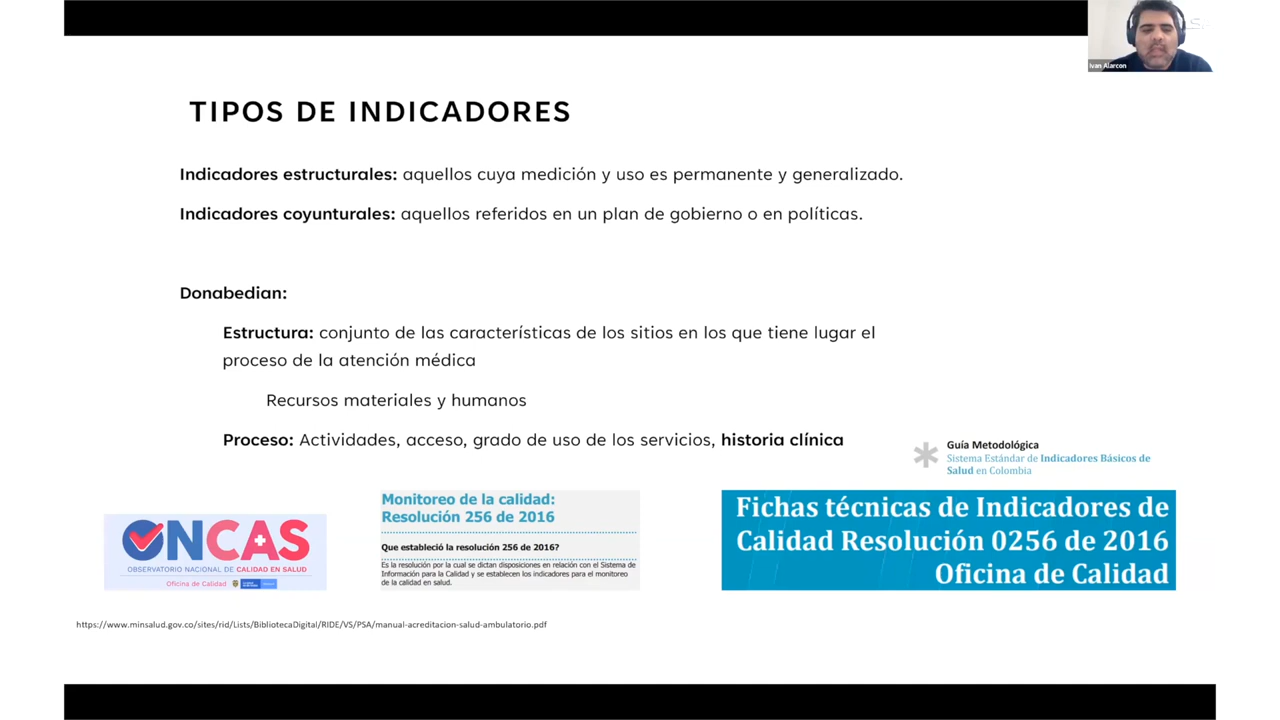 Ivan Alarcon
TIPOS DE INDICADORES
Indicadores estructurales: aquellos cuya medición y uso es permanente y generalizado.
Indicadores coyunturales: aquellos referidos en un plan de gobierno o en políticas.
Donabedian:
Estructura: conjunto de las características de los sitios en los que tiene lugar el
proceso de la atención médica
Recursos materiales y humanos
Proceso: Actividades, acceso, grado de uso de los servicios, historia clínica
Guía Metodológica
Sistema Estándar de Indicadores Básicos de
Salud en Colombia
ONCAS
OBSERVATORIO NACIONAL DE CALIDAD EN SALUD
Oficina de Calidad
Monitoreo de la calidad:
Resolución 256 de 2016
Que estableció la resolución 256 de 2016?
Es la resolución por la cual se dictan disposiciones en relación con el Sistema de
Información para la Calidad y se establecen los indicadores para el monitoreo
de la calidad en salud.
Fichas técnicas de Indicadores de
Calidad Resolución 0256 de 2016
Oficina de Calidad
https://www.minsalud.gov.co/sites/rid/Lists/BibliotecaDigital/RIDE/VS/PSA/manual-acreditacion-salud-ambulatorio.pdf